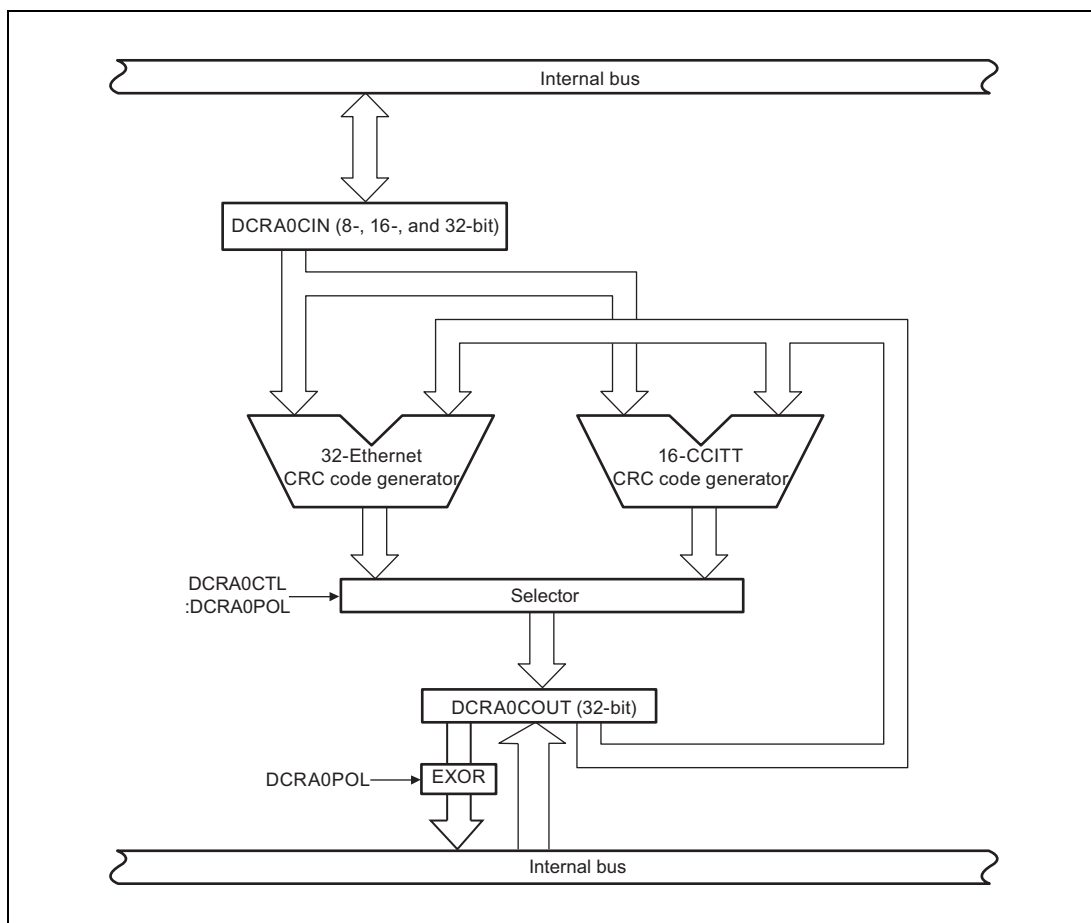 Internal bus
DCRA0CIN (8-, 16-, and 32-bit)
32-Ethernet
CRC code generator
16-CCITT
CRC code generator
DCRA0CTL
:DCRA0POL
Selector
DCRA0COUT (32-bit)
DCRA0POL
EXOR
Internal bus